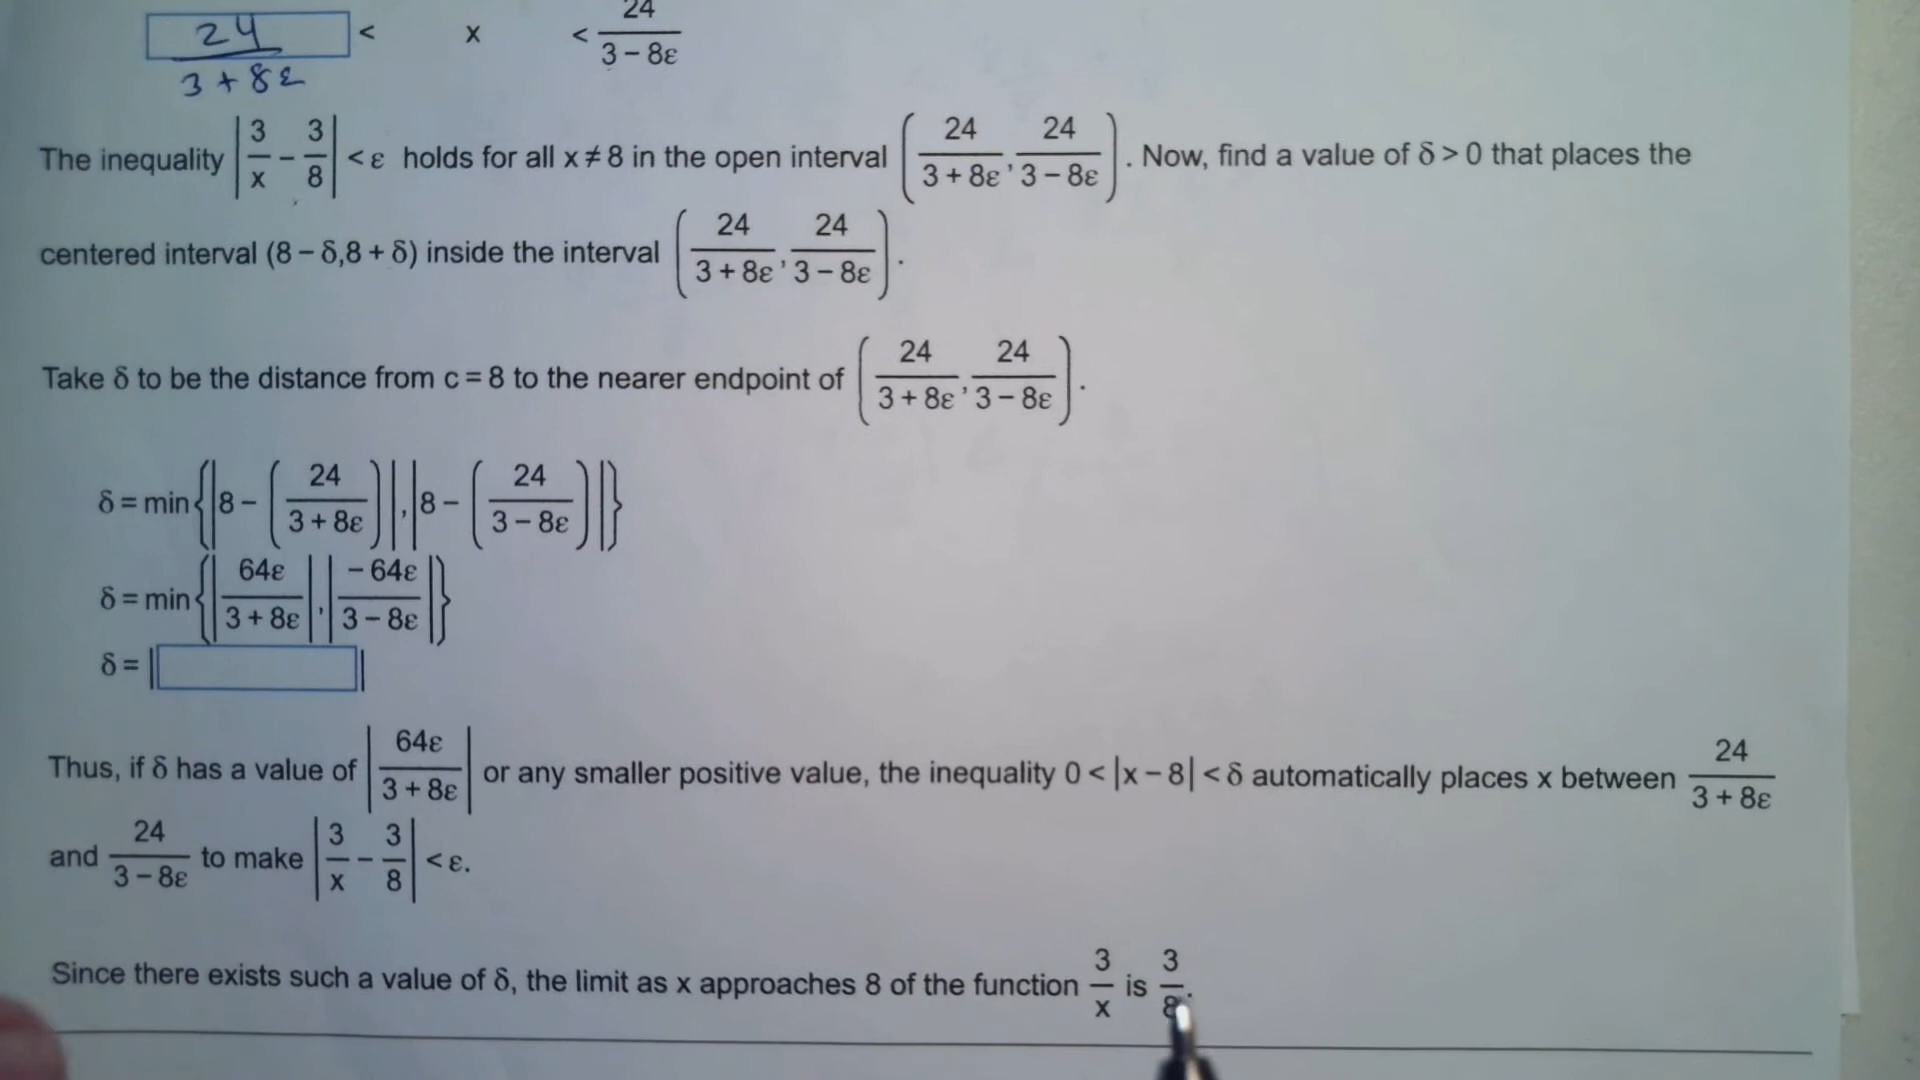 24/(3 + 8ε) < x < 24/(3 − 8ε)
The inequality |3/x − 3/8| < ε holds for all x ≠ 8 in the open interval (24/(3 + 8ε), 24/(3 − 8ε)). Now, find a value of δ > 0 that places the
centered interval (8 − δ,8 + δ) inside the interval (24/(3 + 8ε), 24/(3 − 8ε)).
Take δ to be the distance from c = 8 to the nearer endpoint of (24/(3 + 8ε), 24/(3 − 8ε)).
δ = min{|8 − (24/(3 + 8ε))|, |8 − (24/(3 − 8ε))|}
δ = min{|64ε/(3 + 8ε)|, |−64ε/(3 − 8ε)|}
δ = | |
Thus, if δ has a value of |64ε/(3 + 8ε)| or any smaller positive value, the inequality 0 < |x − 8| < δ automatically places x between 24/(3 + 8ε)
and 24/(3 − 8ε) to make |3/x − 3/8| < ε.
Since there exists such a value of δ, the limit as x approaches 8 of the function 3/x is 3/8.